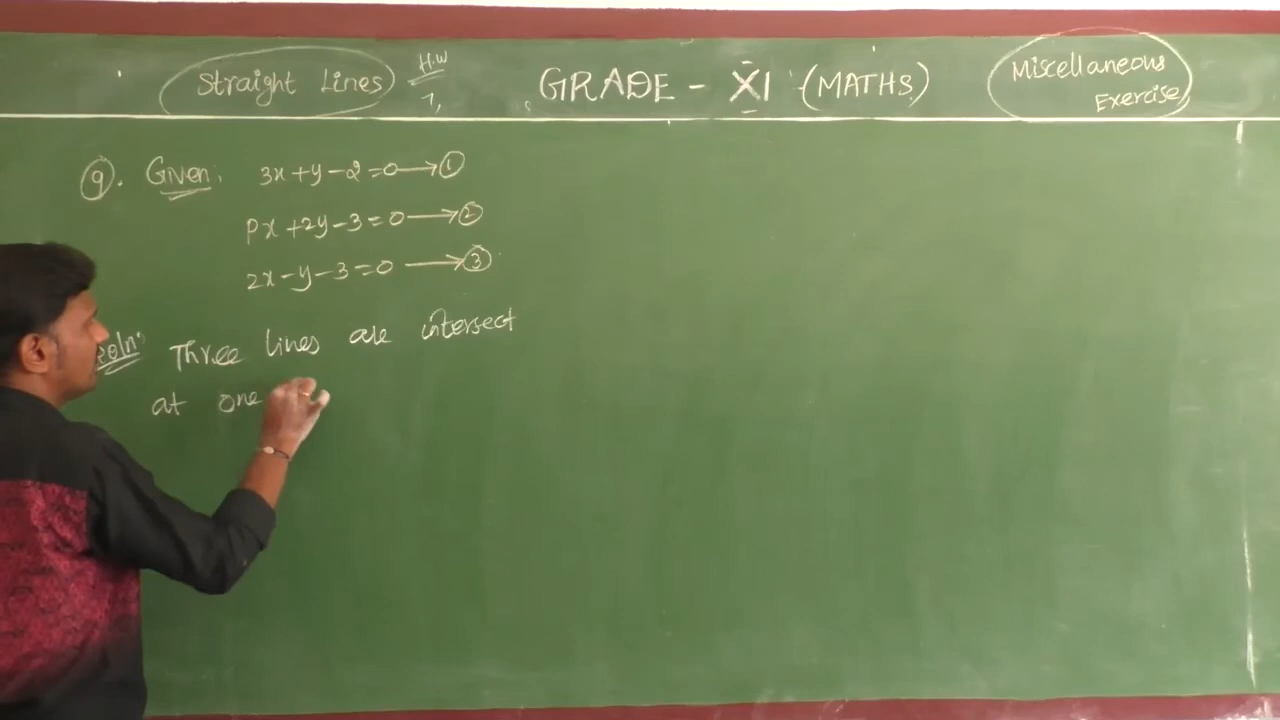 Straight Lines H.W GRADE - XI (MATHS) Miscellaneous
7, Exercise
9. Given: 3x+y-2=0→①
px+2y-3=0→②
2x-y-3=0→③
Soln: Three lines are intersect
at one